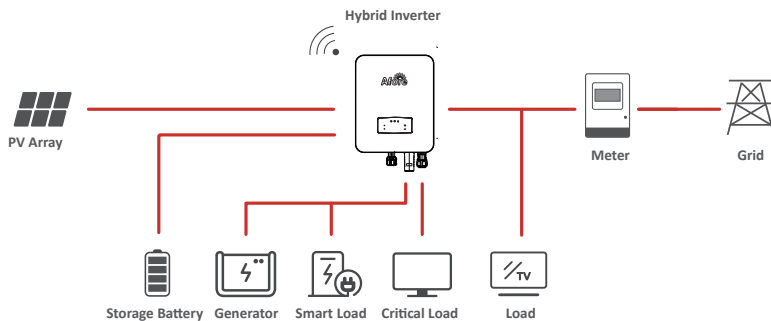 Hybrid Inverter
PV Array
Meter
Grid
TV
Storage Battery
Generator
Smart Load
Critical Load
Load